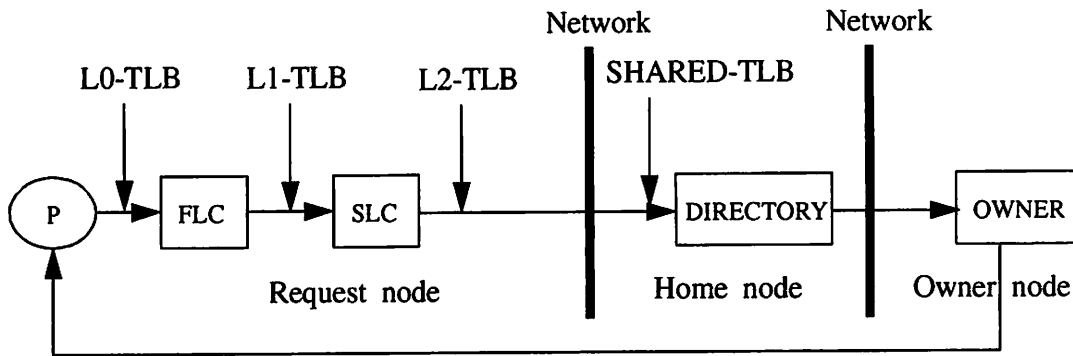 Network
Network
L0-TLB
L1-TLB
L2-TLB
SHARED-TLB
P
FLC
SLC
DIRECTORY
OWNER
Request node
Home node
Owner node